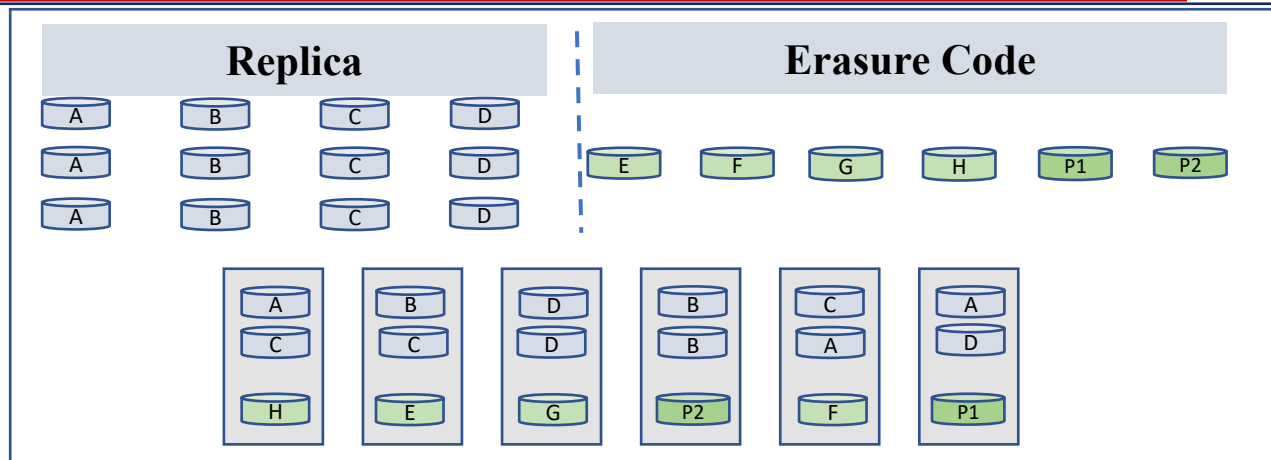 Replica Erasure Code
A B C D
A B C D E F G H P1 P2
A B C D
A B D B C A
C C D B A D
H E G P2 F P1